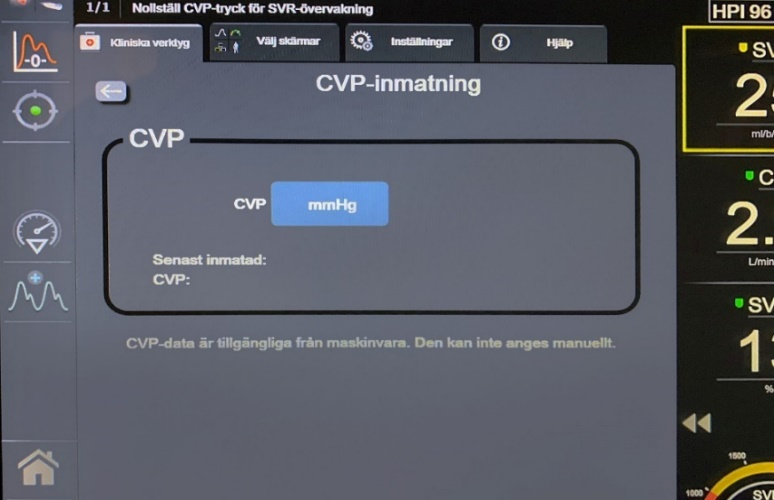 1/1 Nollställ CVP-tryck för SVR-övervakning
HPI 96
Kliniska verktyg
Välj skärmar
Inställningar
Hjälp
-0-
CVP-inmatning
CVP
CVP mmHg
Senast inmatad:
CVP:
CVP-data är tillgängliga från maskinvara. Den kan inte anges manuellt.
ml/b/
2.
L/min
SV
1
%
1500
1000
SV